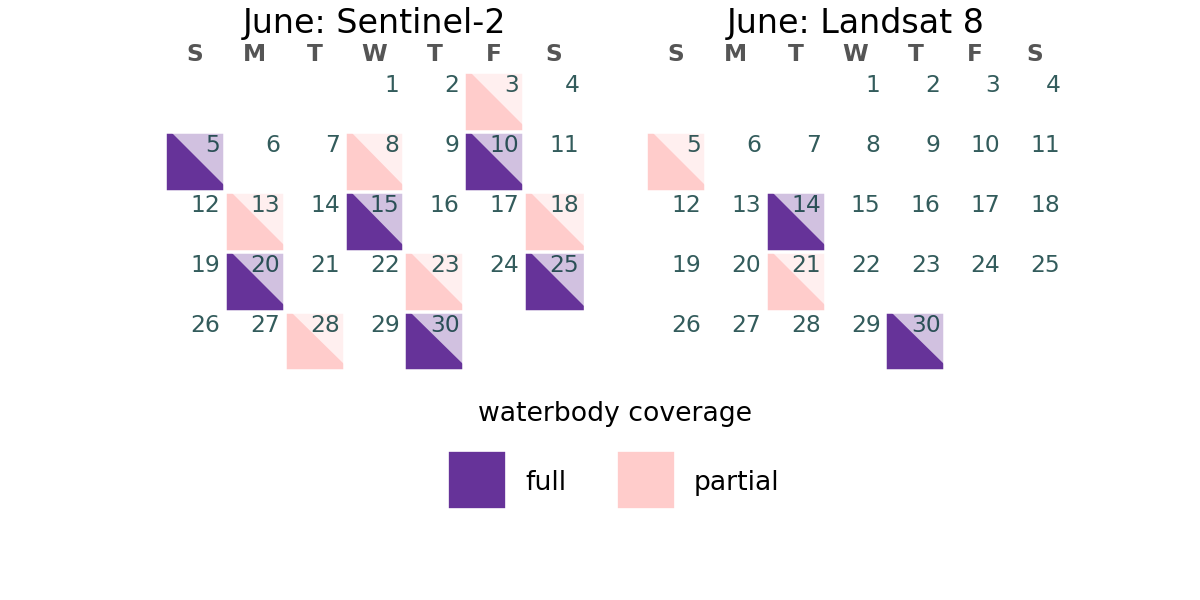 June: Sentinel-2
S M T W T F S
1 2 3 4
5 6 7 8 9 10 11
12 13 14 15 16 17 18
19 20 21 22 23 24 25
26 27 28 29 30
June: Landsat 8
S M T W T F S
1 2 3 4
5 6 7 8 9 10 11
12 13 14 15 16 17 18
19 20 21 22 23 24 25
26 27 28 29 30
waterbody coverage
full partial